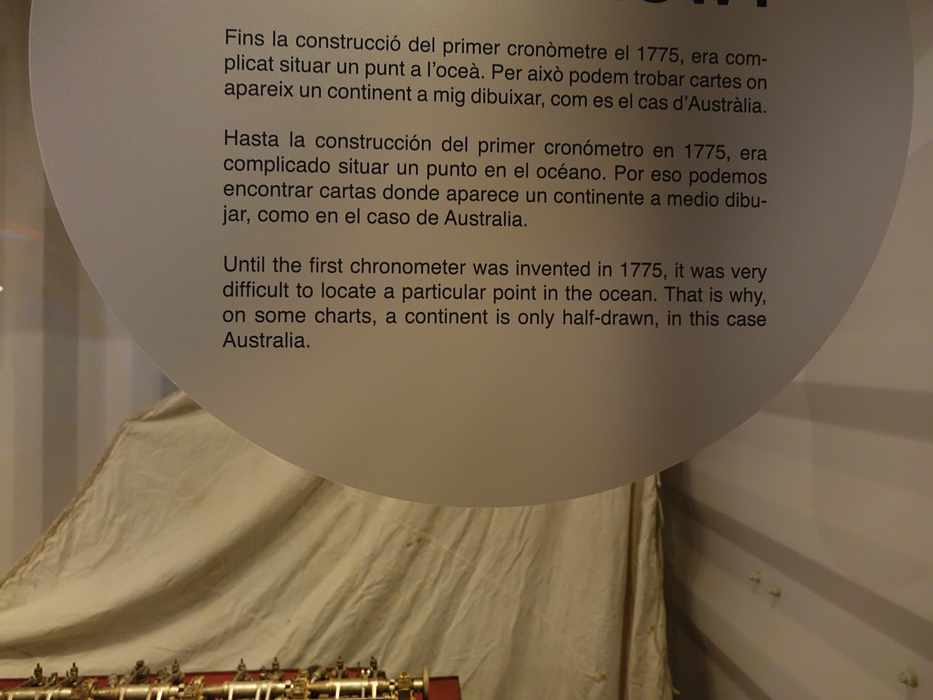 Fins la construcció del primer cronòmetre el 1775, era com-
plicat situar un punt a l'oceà. Per això podem trobar cartes on
apareix un continent a mig dibuixar, com es el cas d'Austràlia.
Hasta la construcción del primer cronómetro en 1775, era
complicado situar un punto en el océano. Por eso podemos
encontrar cartas donde aparece un continente a medio dibu-
jar, como en el caso de Australia.
Until the first chronometer was invented in 1775, it was very
difficult to locate a particular point in the ocean. That is why,
on some charts, a continent is only half-drawn, in this case
Australia.